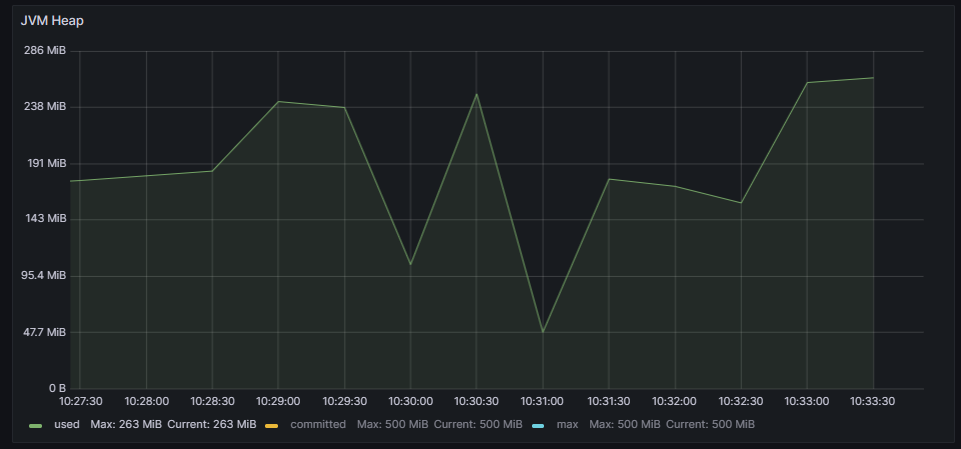 JVM Heap
286 MiB
238 MiB
191 MiB
143 MiB
95.4 MiB
47.7 MiB
0 B
10:27:30 10:28:00 10:28:30 10:29:00 10:29:30 10:30:00 10:30:30 10:31:00 10:31:30 10:32:00 10:32:30 10:33:00 10:33:30
used Max: 263 MiB Current: 263 MiB committed Max: 500 MiB Current: 500 MiB max Max: 500 MiB Current: 500 MiB